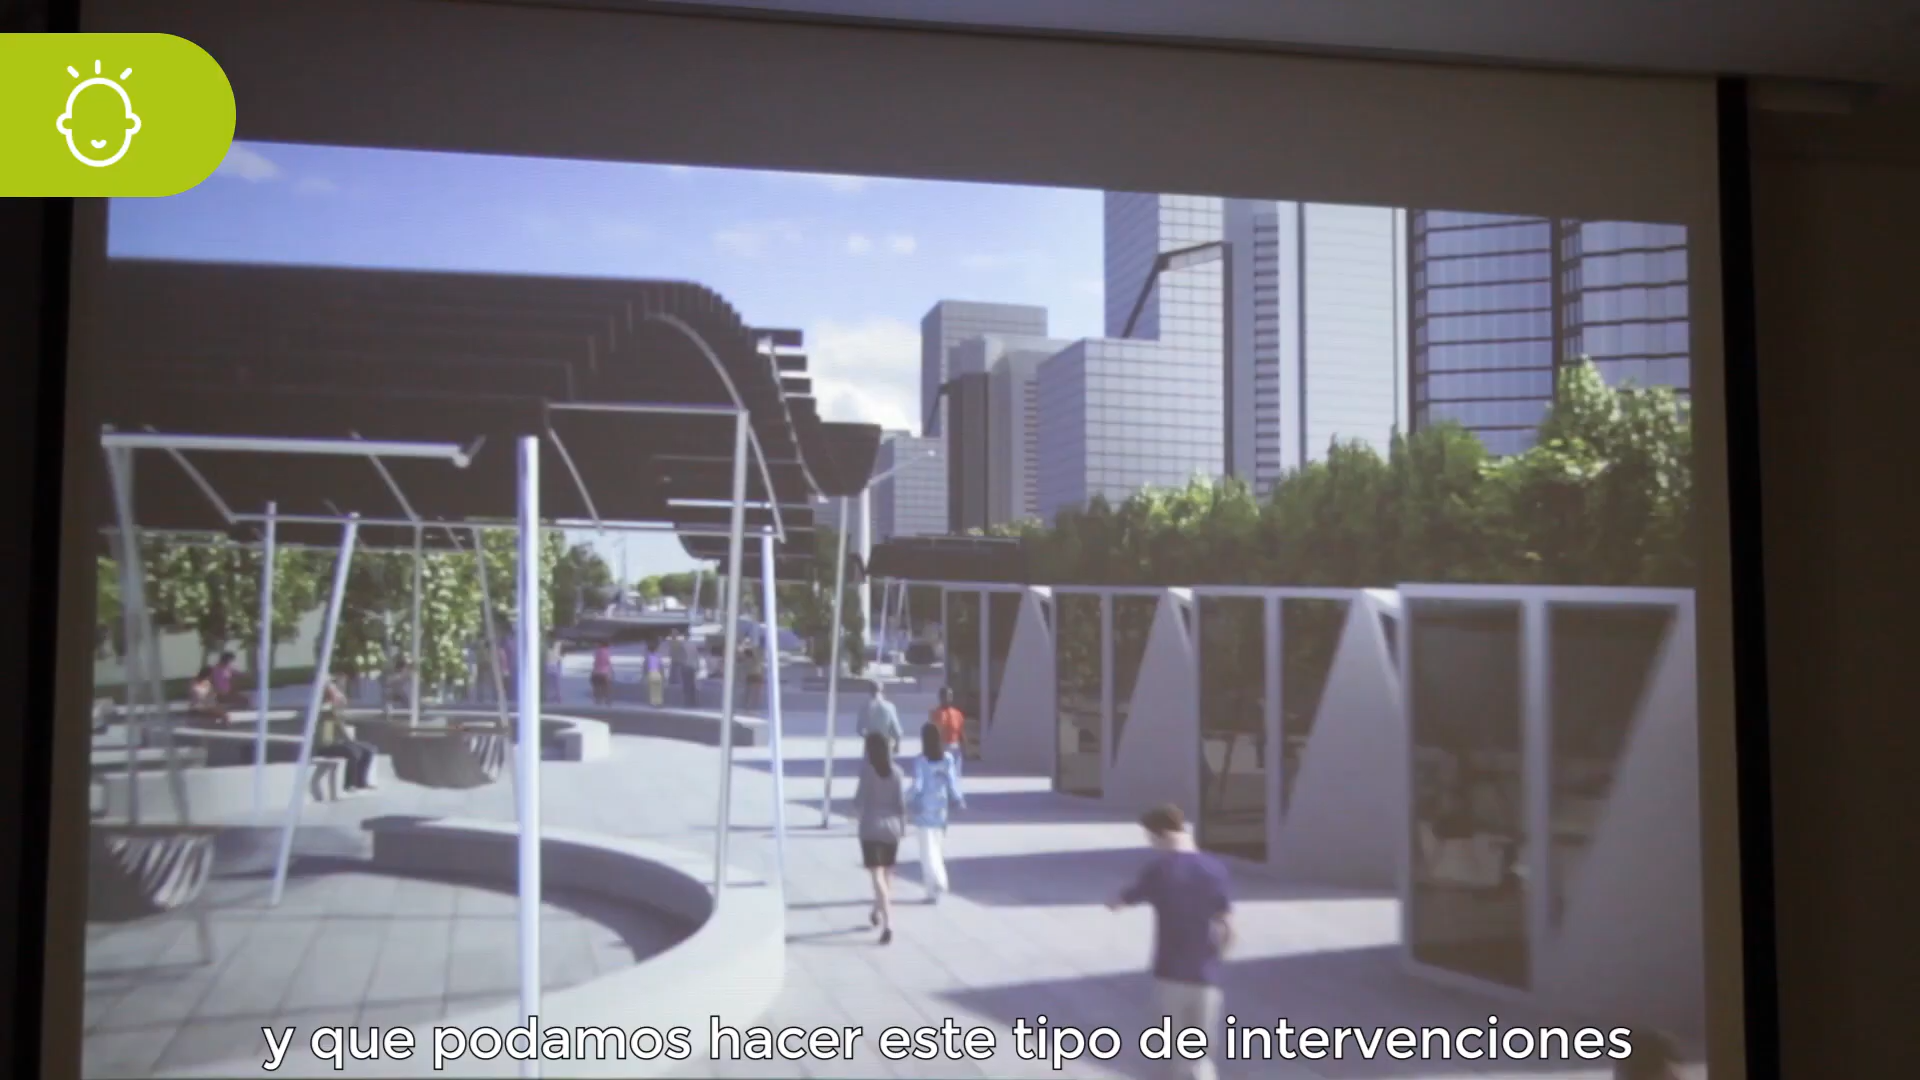 y que podamos hacer este tipo de intervenciones